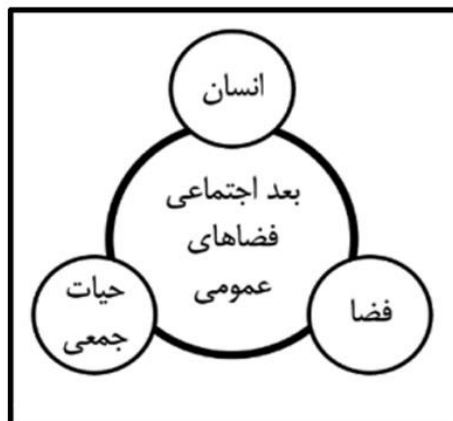 انسان
بعد اجتماعی
فضاهای
عمومی
فضا
حیات
جمعی